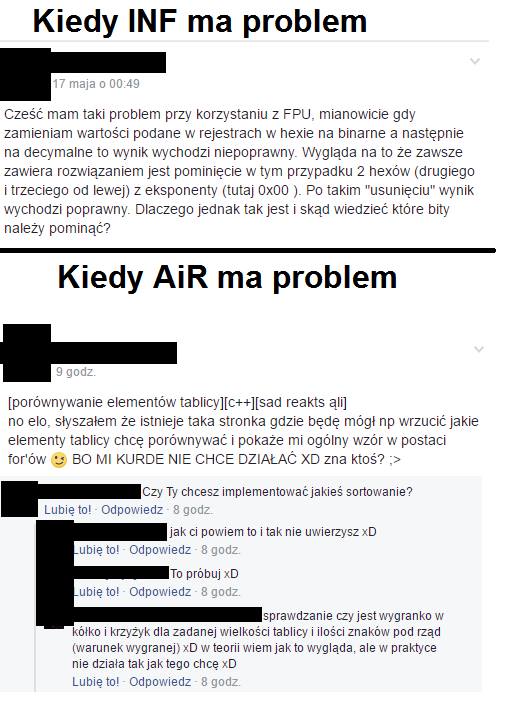 Kiedy INF ma problem
17 maja o 00:49
Cześć mam taki problem przy korzystaniu z FPU, mianowicie gdy
zamieniam wartości podane w rejestrach w hexie na binarne a następnie
na decymalne to wynik wychodzi niepoprawny. Wygląda na to że zawsze
zawiera rozwiązaniem jest pominięcie w tym przypadku 2 hexów (drugiego
i trzeciego od lewej) z eksponenty (tutaj 0x00 ). Po takim "usunięciu" wynik
wychodzi poprawny. Dlaczego jednak tak jest i skąd wiedzieć które bity
należy pominąć?
Kiedy AiR ma problem
9 godz.
[porównywanie elementów tablicy][c++][sad reakts ąli]
no elo, słyszałem że istnieje taka stronka gdzie będę mógł np wrzucić jakie
elementy tablicy chcę porównywać i pokaże mi ogólny wzór w postaci
for'ów 😉 BO MI KURDE NIE CHCE DZIAŁAĆ XD zna ktoś? ;>
Czy Ty chcesz implementować jakieś sortowanie?
Lubię to! · Odpowiedz · 8 godz.
jak ci powiem to i tak nie uwierzysz xD
Lubię to! · Odpowiedz · 8 godz.
To próbuj xD
Lubię to! · Odpowiedz · 8 godz.
sprawdzanie czy jest wygranko w
kółko i krzyżyk dla zadanej wielkości tablicy i ilości znaków pod rząd
(warunek wygranej) xD w teorii wiem jak to wygląda, ale w praktyce
nie działa tak jak tego chcę xD
Lubię to! · Odpowiedz · 8 godz.